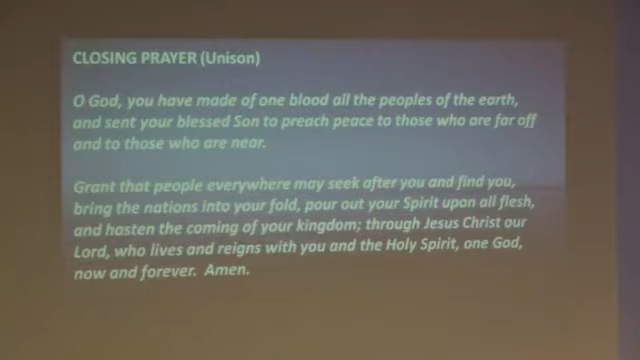 CLOSING PRAYER (Unison)
O God, you have made of one blood all the peoples of the earth,
and sent your blessed Son to preach peace to those who are far off
and to those who are near.
Grant that people everywhere may seek after you and find you,
bring the nations into your fold, pour out your Spirit upon all flesh,
and hasten the coming of your kingdom; through Jesus Christ our
Lord, who lives and reigns with you and the Holy Spirit, one God,
now and forever.  Amen.